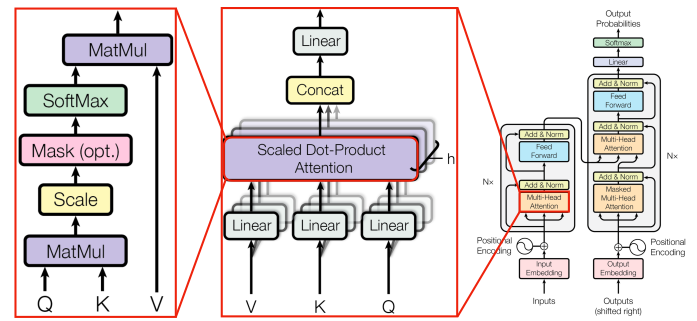 MatMul
SoftMax
Mask (opt.)
Scale
MatMul
Q K V
Linear
Concat
Scaled Dot-Product
Attention
h
Linear Linear Linear
V K Q
Output
Probabilities
Softmax
Linear
Add & Norm
Feed
Forward
Add & Norm
Multi-Head
Attention
Add & Norm
Masked
Multi-Head
Attention
N×
Add & Norm
Feed
Forward
N×
Add & Norm
Multi-Head
Attention
Positional
Encoding
Positional
Encoding
Input
Embedding
Output
Embedding
Inputs
Outputs
(shifted right)